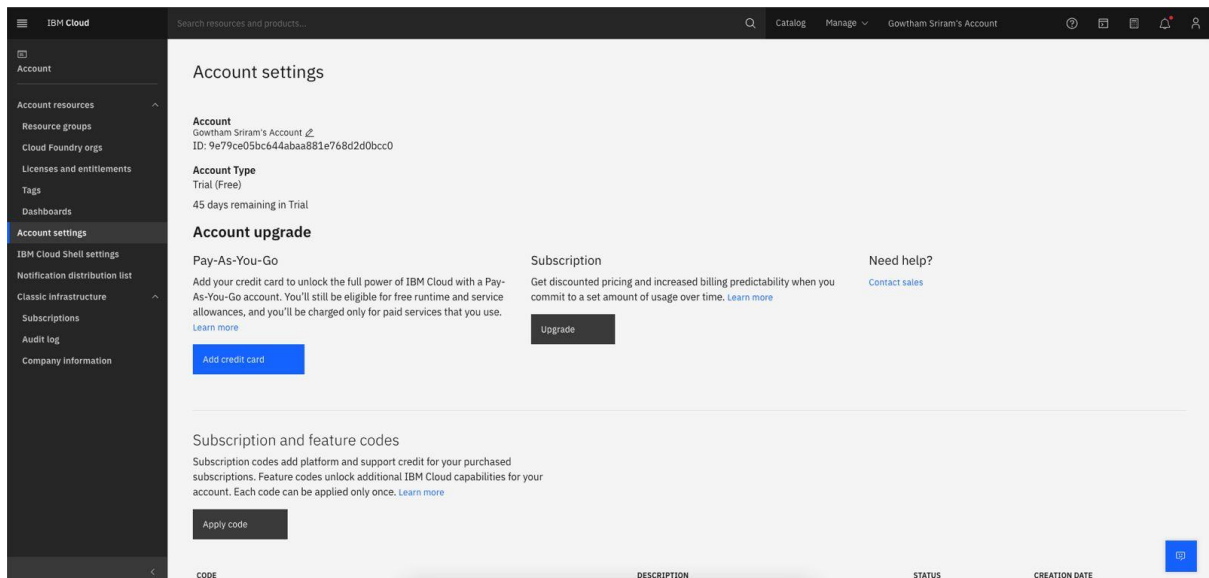 IBM Cloud
Search resources and products...
Catalog
Manage
Gowtham Sriram's Account
Account
Account resources
Resource groups
Cloud Foundry orgs
Licenses and entitlements
Tags
Dashboards
Account settings
IBM Cloud Shell settings
Notification distribution list
Classic infrastructure
Subscriptions
Audit log
Company information
Account settings
Account
Gowtham Sriram's Account
ID: 9e79ce05bc644abaa881e768d2d0bcc0
Account Type
Trial (Free)
45 days remaining in Trial
Account upgrade
Pay-As-You-Go
Add your credit card to unlock the full power of IBM Cloud with a Pay-
As-You-Go account. You'll still be eligible for free runtime and service
allowances, and you'll be charged only for paid services that you use.
Learn more
Add credit card
Subscription
Get discounted pricing and increased billing predictability when you
commit to a set amount of usage over time. Learn more
Upgrade
Need help?
Contact sales
Subscription and feature codes
Subscription codes add platform and support credit for your purchased
subscriptions. Feature codes unlock additional IBM Cloud capabilities for your
account. Each code can be applied only once. Learn more
Apply code
CODE
DESCRIPTION
STATUS
CREATION DATE